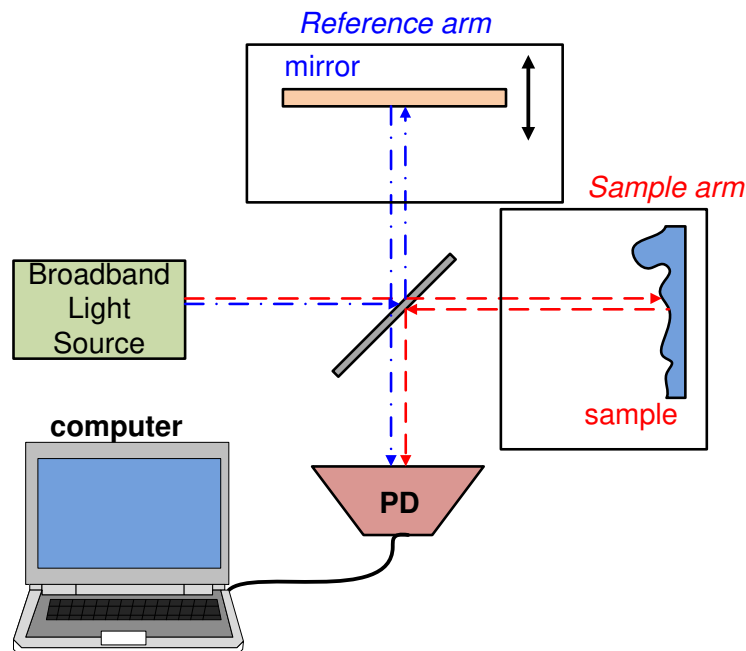 Reference arm
mirror
Sample arm
Broadband
Light
Source
sample
computer
PD